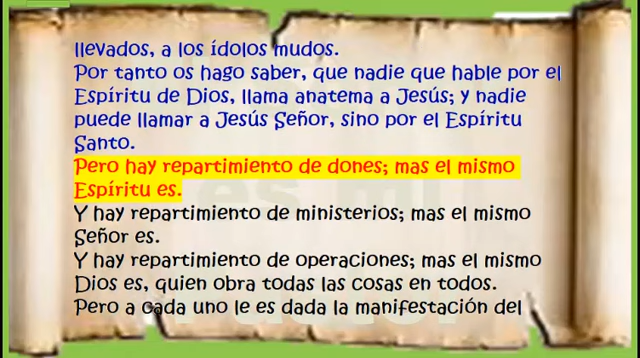 llevados, a los ídolos mudos.
Por tanto os hago saber, que nadie que hable por el
Espíritu de Dios, llama anatema a Jesús; y nadie
puede llamar a Jesús Señor, sino por el Espíritu
Santo.
Pero hay repartimiento de dones; mas el mismo
Espíritu es.
Y hay repartimiento de ministerios; mas el mismo
Señor es.
Y hay repartimiento de operaciones; mas el mismo
Dios es, quien obra todas las cosas en todos.
Pero a cada uno le es dada la manifestación del